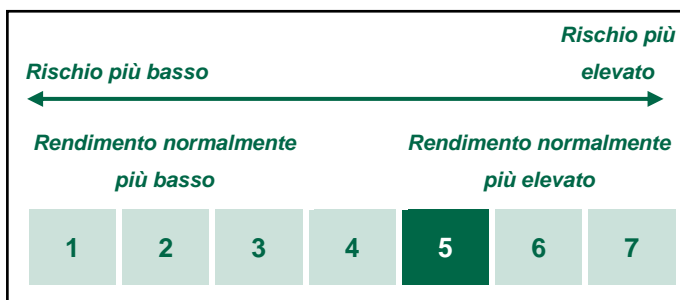 Rischio più
Rischio più basso
elevato
Rendimento normalmente
più basso
Rendimento normalmente
più elevato
1 2 3 4 5 6 7